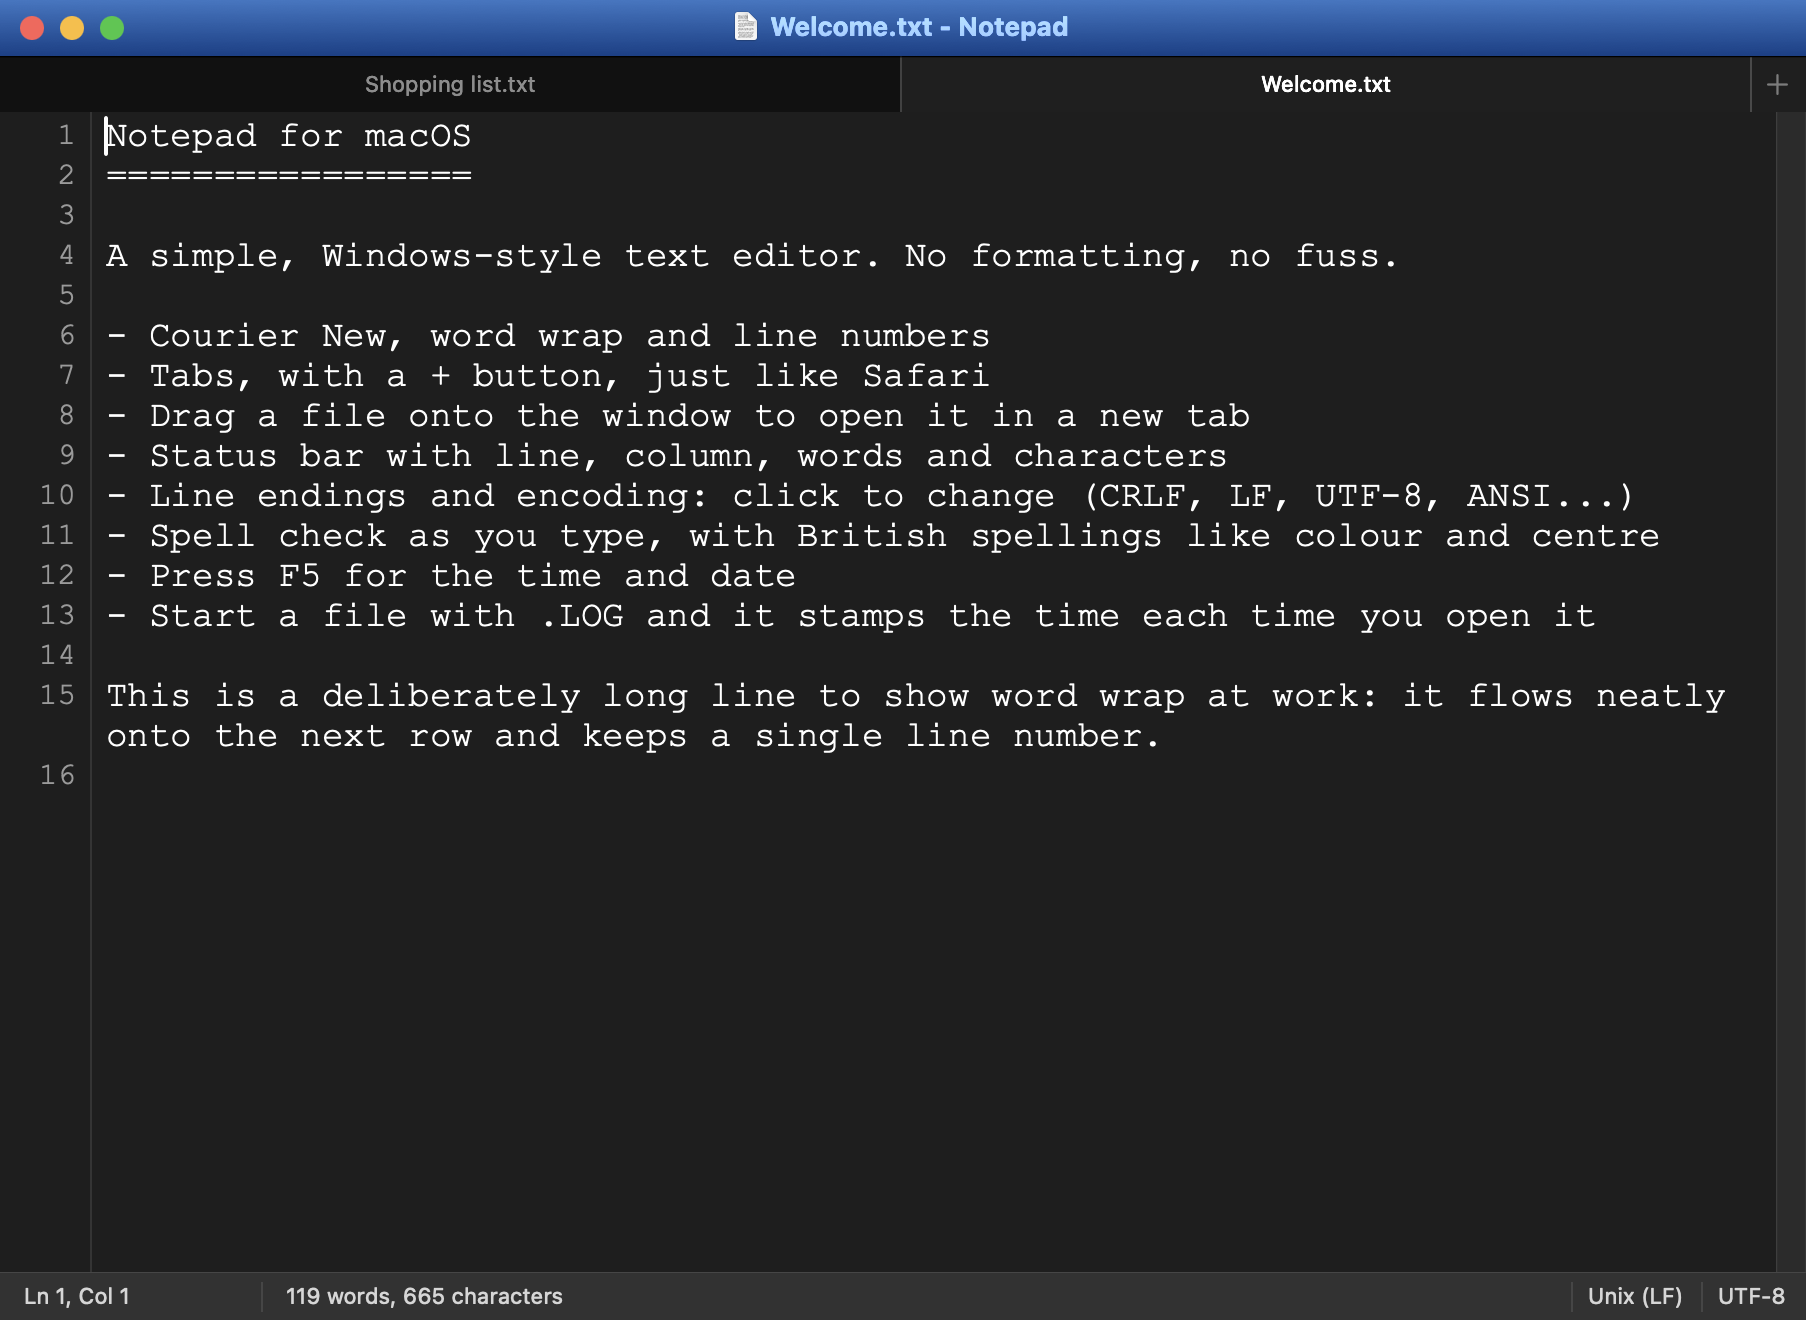 Welcome.txt - Notepad
Shopping list.txt
Welcome.txt
+
1 Notepad for macOS
2 =================
3
4 A simple, Windows-style text editor. No formatting, no fuss.
5
6 - Courier New, word wrap and line numbers
7 - Tabs, with a + button, just like Safari
8 - Drag a file onto the window to open it in a new tab
9 - Status bar with line, column, words and characters
10 - Line endings and encoding: click to change (CRLF, LF, UTF-8, ANSI...)
11 - Spell check as you type, with British spellings like colour and centre
12 - Press F5 for the time and date
13 - Start a file with .LOG and it stamps the time each time you open it
14
15 This is a deliberately long line to show word wrap at work: it flows neatly
onto the next row and keeps a single line number.
16
Ln 1, Col 1
119 words, 665 characters
Unix (LF)
UTF-8